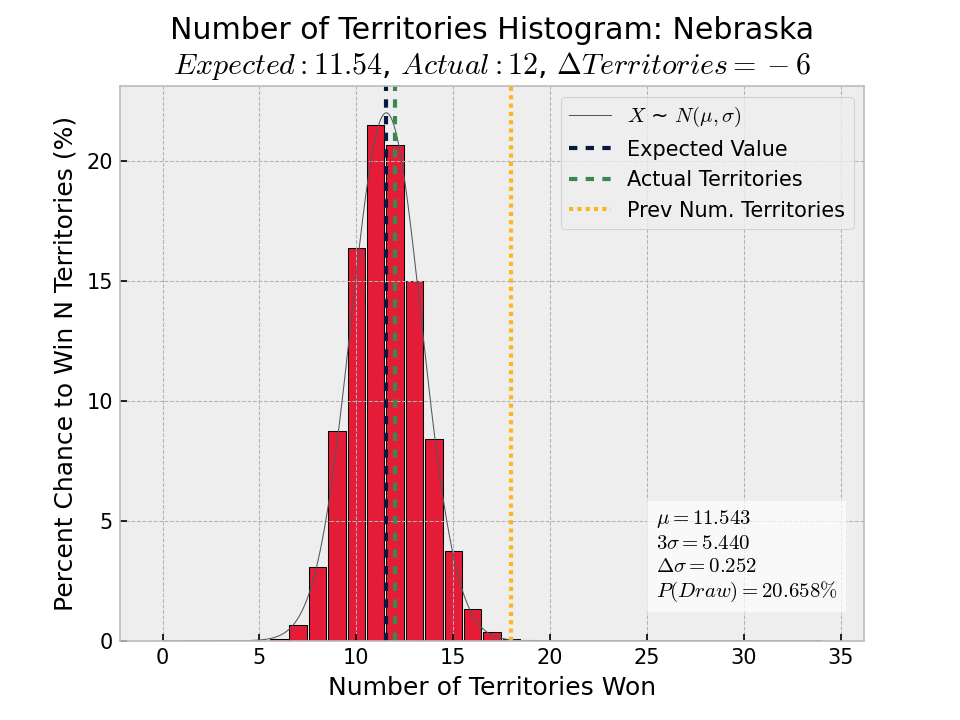 Number of Territories Histogram: Nebraska
Expected : 11.54, Actual : 12, ΔTerritories = − 6
Percent Chance to Win N Territories (%)
20
15
10
5
0
X ~ N(μ, σ)
Expected Value
Actual Territories
Prev Num. Territories
μ = 11.543
3σ = 5.440
Δσ = 0.252
P(Draw) = 20.658%
0 5 10 15 20 25 30 35
Number of Territories Won